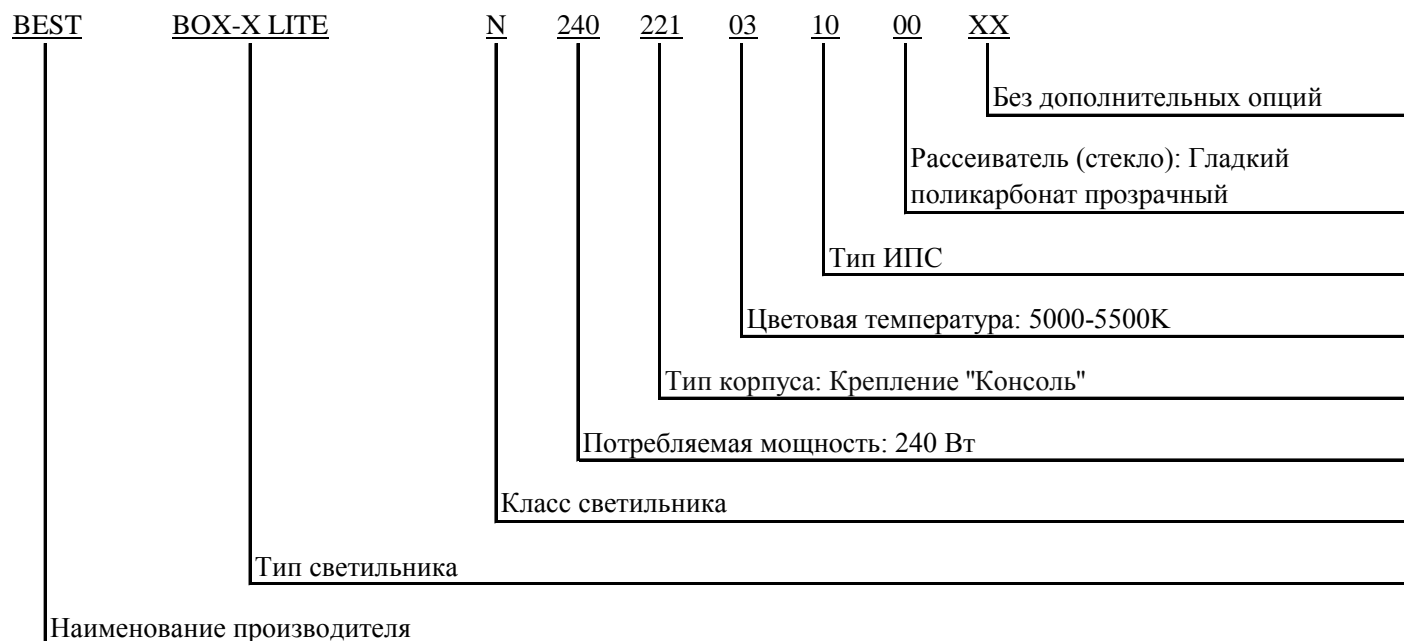 BEST BOX-X LITE N 240 221 03 10 00 XX
Без дополнительных опций
Рассеиватель (стекло): Гладкий
поликарбонат прозрачный
Тип ИПС
Цветовая температура: 5000-5500К
Тип корпуса: Крепление "Консоль"
Потребляемая мощность: 240 Вт
Класс светильника
Тип светильника
Наименование производителя